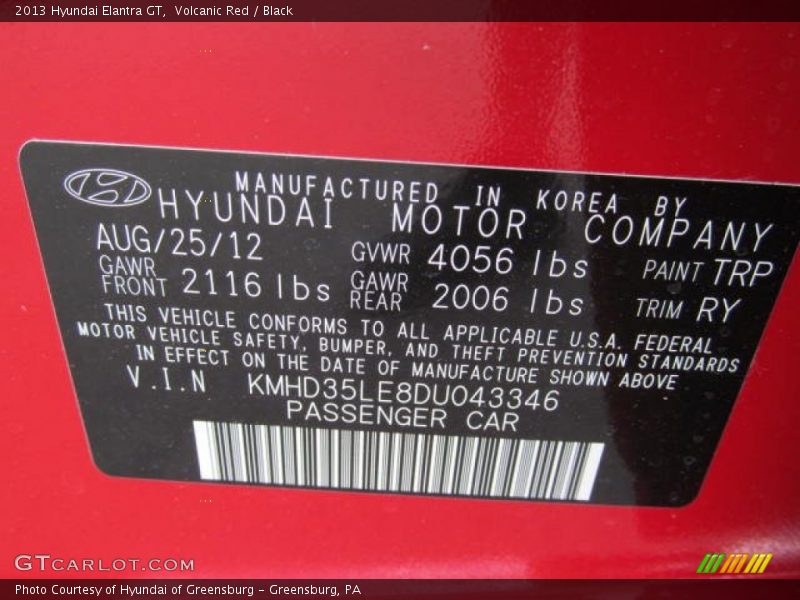 2013 Hyundai Elantra GT,  Volcanic Red / Black
MANUFACTURED IN KOREA BY
HYUNDAI MOTOR COMPANY
AUG/25/12 GVWR 4056 lbs PAINT TRP
GAWR FRONT 2116 lbs GAWR REAR 2006 lbs TRIM RY
THIS VEHICLE CONFORMS TO ALL APPLICABLE U.S.A. FEDERAL
MOTOR VEHICLE SAFETY, BUMPER, AND THEFT PREVENTION STANDARDS
IN EFFECT ON THE DATE OF MANUFACTURE SHOWN ABOVE
V.I.N KMHD35LE8DU043346
PASSENGER CAR
GTCARLOT.COM
Photo Courtesy of Hyundai of Greensburg - Greensburg, PA